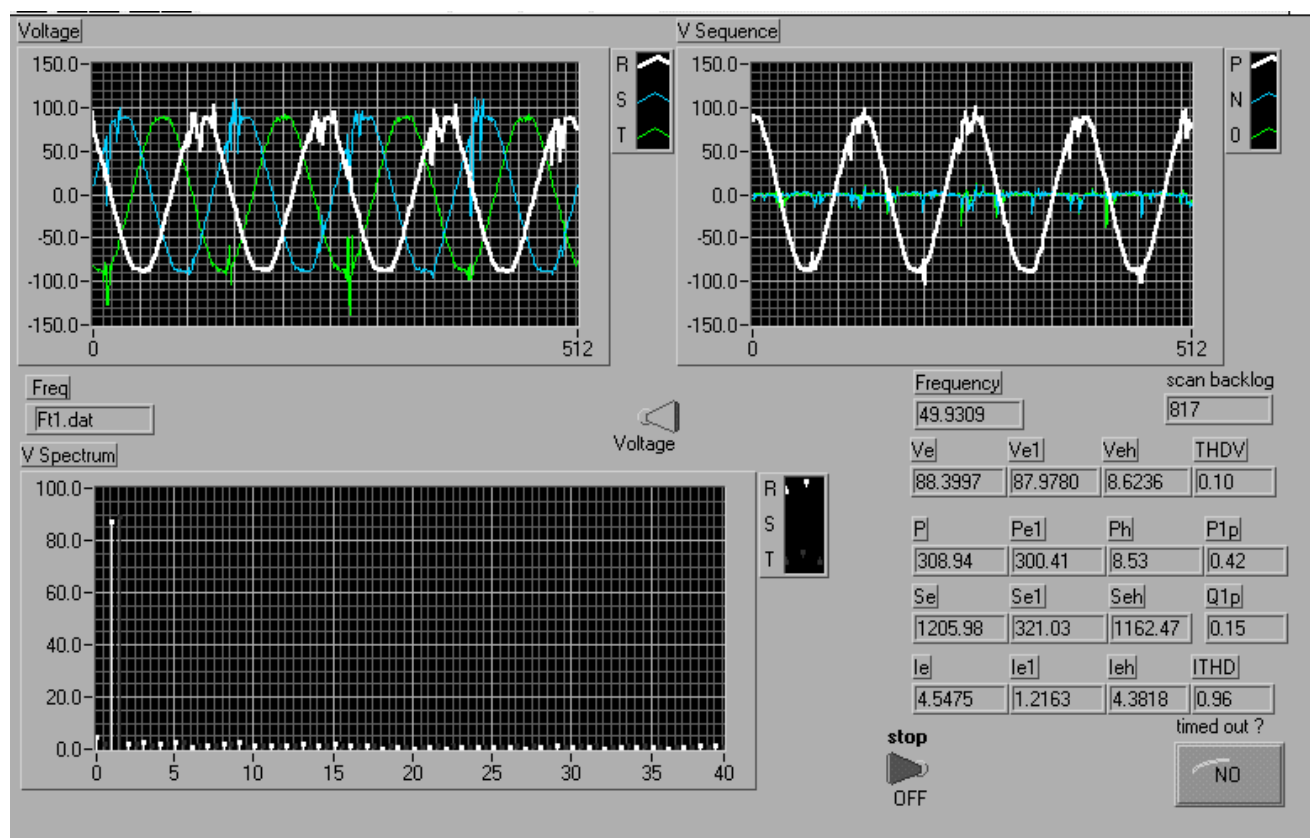 Voltage
150.0
100.0
50.0
0.0
-50.0
-100.0
-150.0
0 512
R
S
T
V Sequence
150.0
100.0
50.0
0.0
-50.0
-100.0
-150.0
0 512
P
N
0
Freq
Ft1.dat
Voltage
Frequency
49.9309
scan backlog
817
V Spectrum
100.0
80.0
60.0
40.0
20.0
0.0
0 5 10 15 20 25 30 35 40
R
S
T
Ve Ve1 Veh THDV
88.3997 87.9780 8.6236 0.10
P Pe1 Ph P1p
308.94 300.41 8.53 0.42
Se Se1 Seh Q1p
1205.98 321.03 1162.47 0.15
Ie Ie1 Ieh ITHD
4.5475 1.2163 4.3818 0.96
stop
OFF
timed out ?
NO